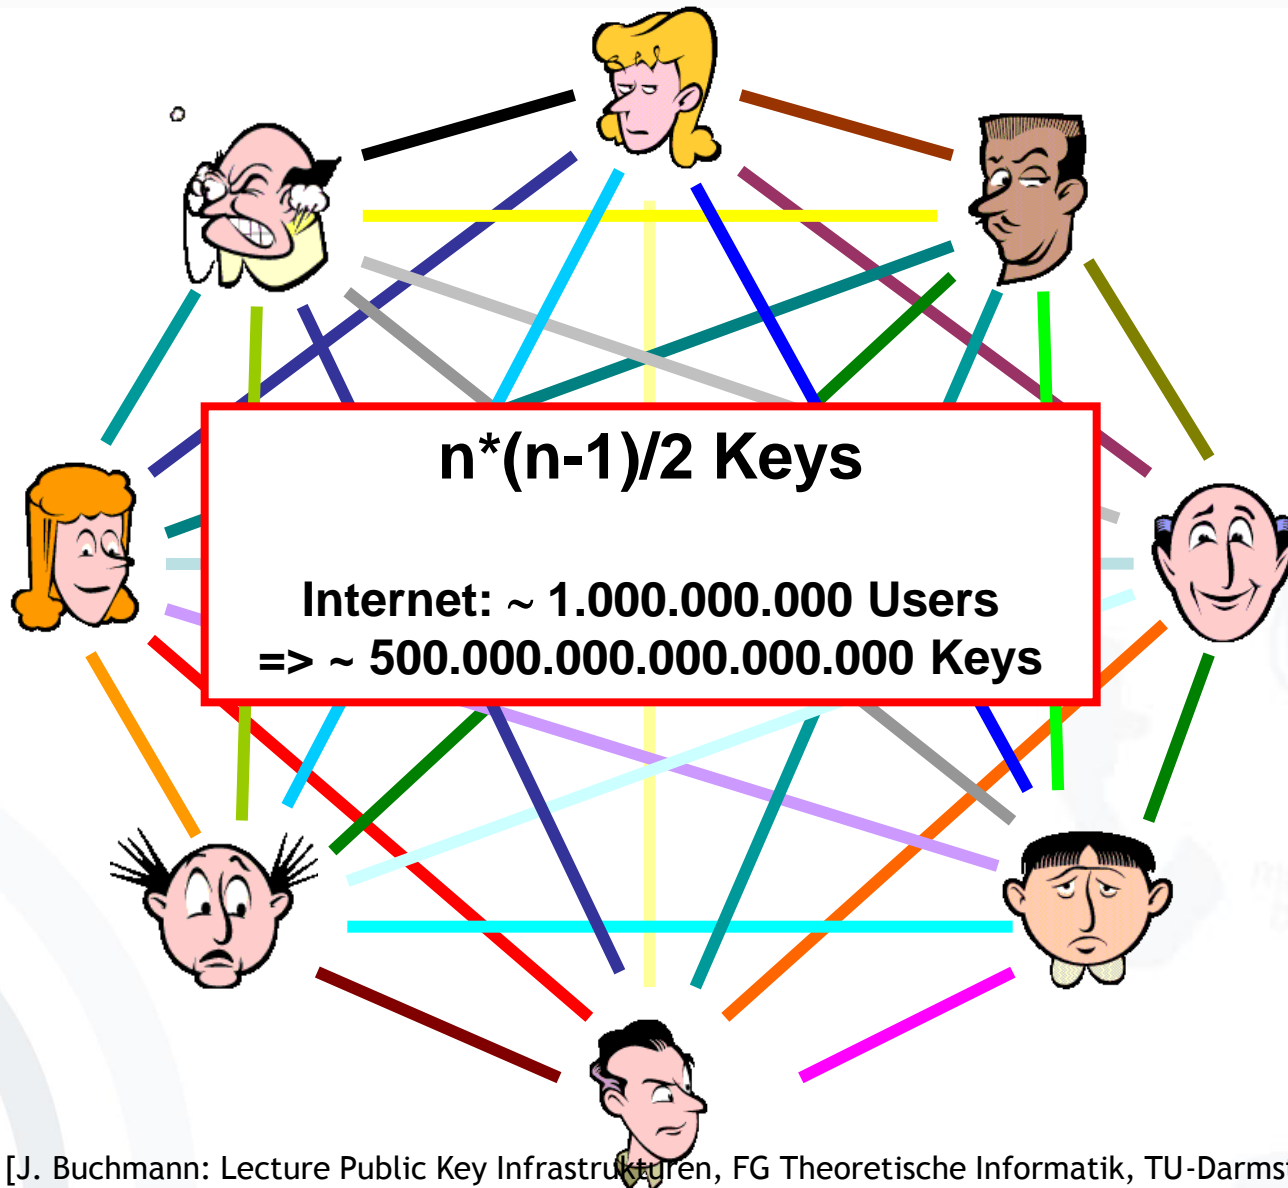 n*(n-1)/2 Keys
Internet: ~ 1.000.000.000 Users
=> ~ 500.000.000.000.000.000 Keys
[J. Buchmann: Lecture Public Key Infrastrukturen, FG Theoretische Informatik, TU-Darms